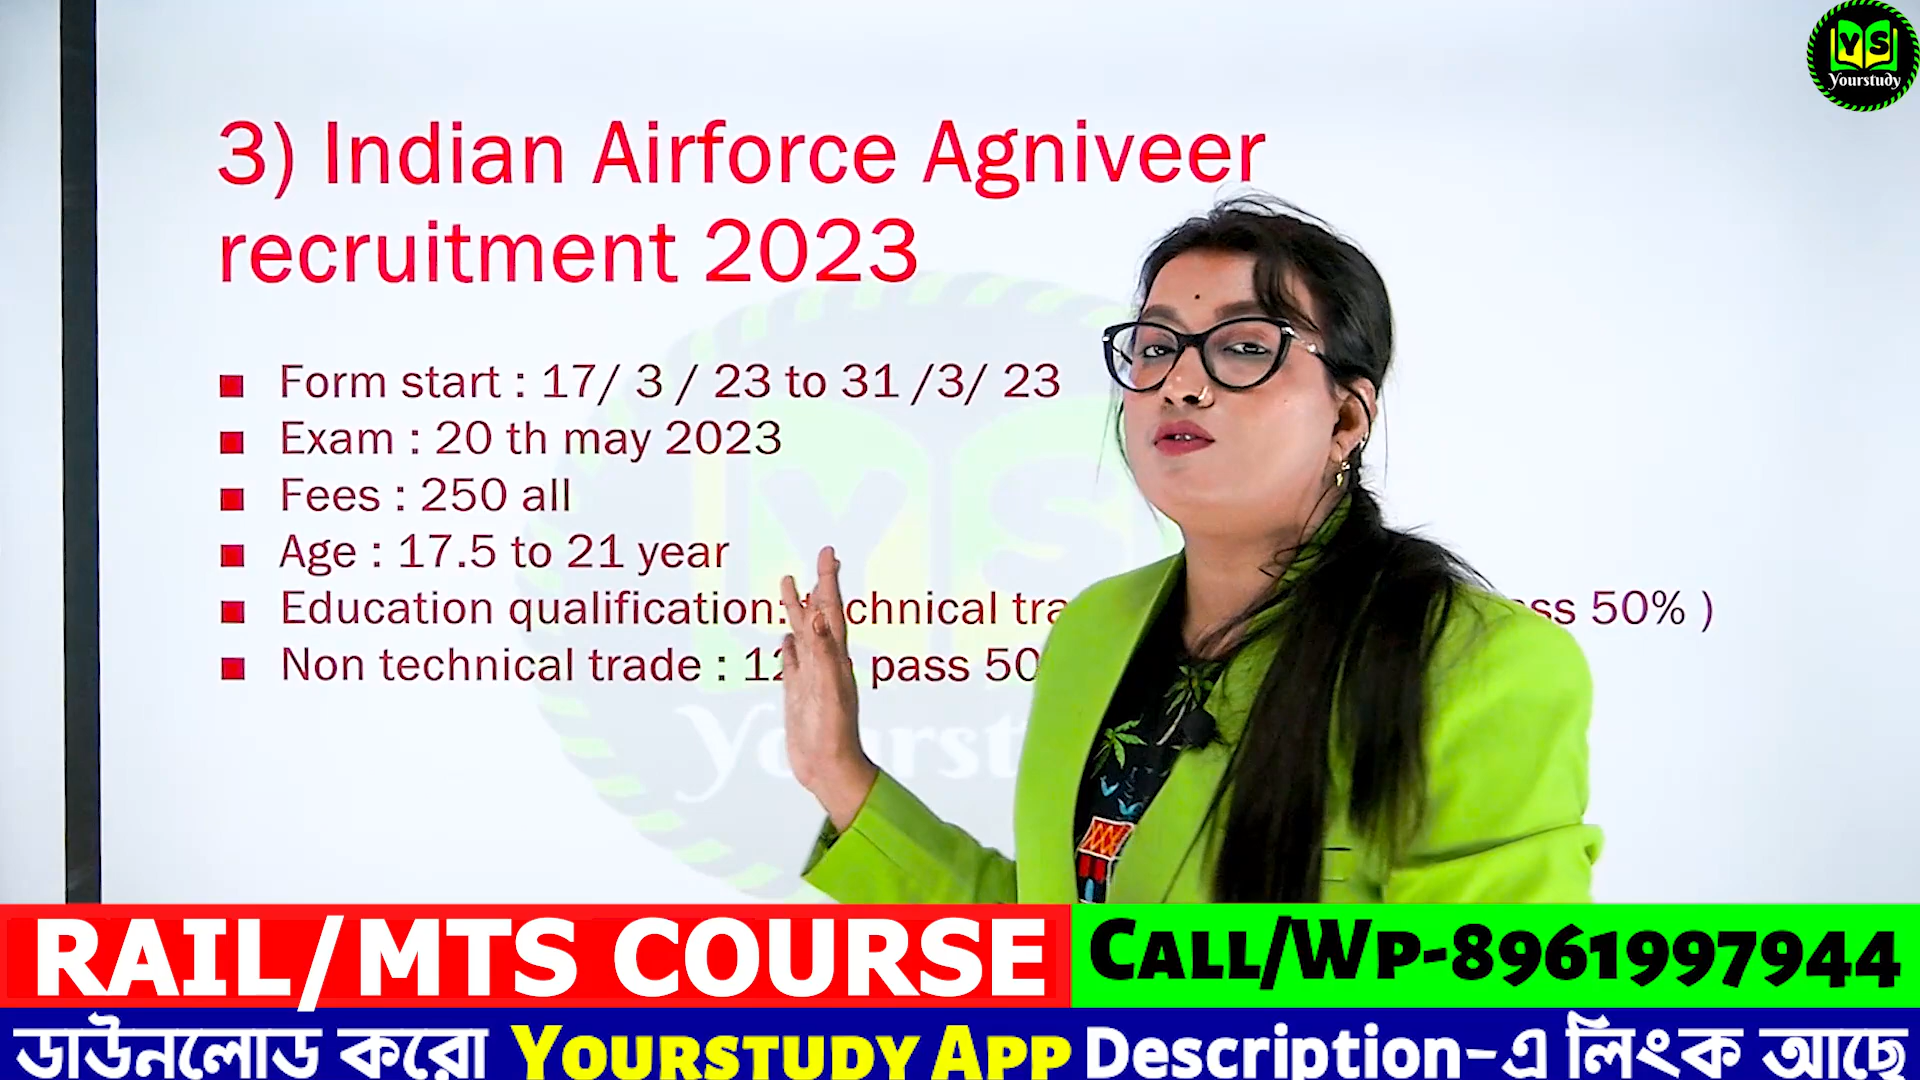 YS
Yourstudy
3) Indian Airforce Agniveer
recruitment 2023
Form start : 17/ 3 / 23 to 31 /3/ 23
Exam : 20 th may 2023
Fees : 250 all
Age : 17.5 to 21 year
Education qualification: 50% )
Non technical trade : pass
YS
RAIL/MTS COURSE
CALL/WP-8961997944
ডাউনলোড করো YOURSTUDY APP Description-এ লিংক আছে